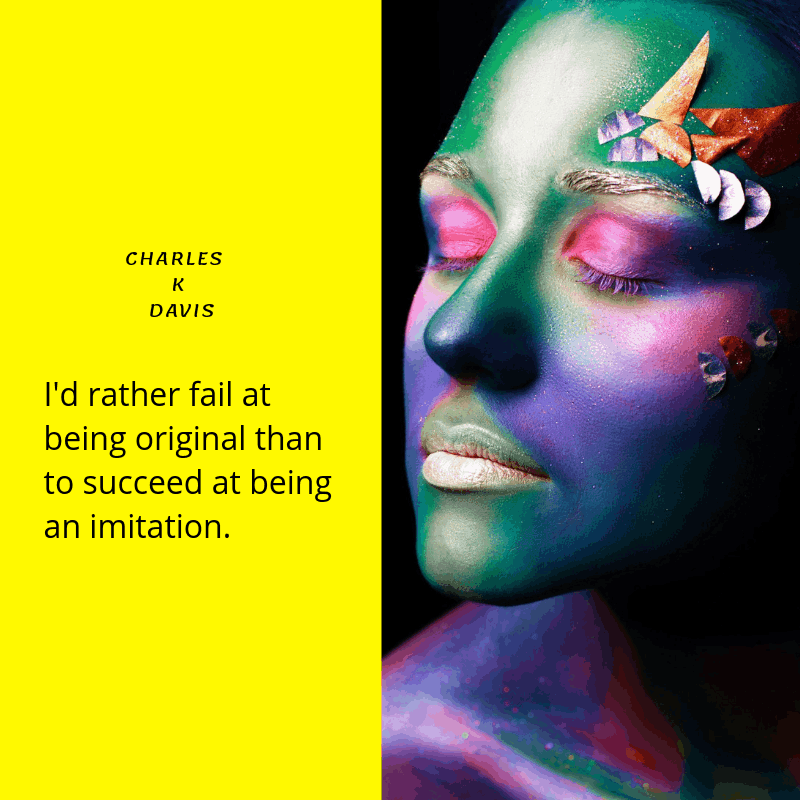 CHARLES
K
DAVIS
I'd rather fail at
being original than
to succeed at being
an imitation.